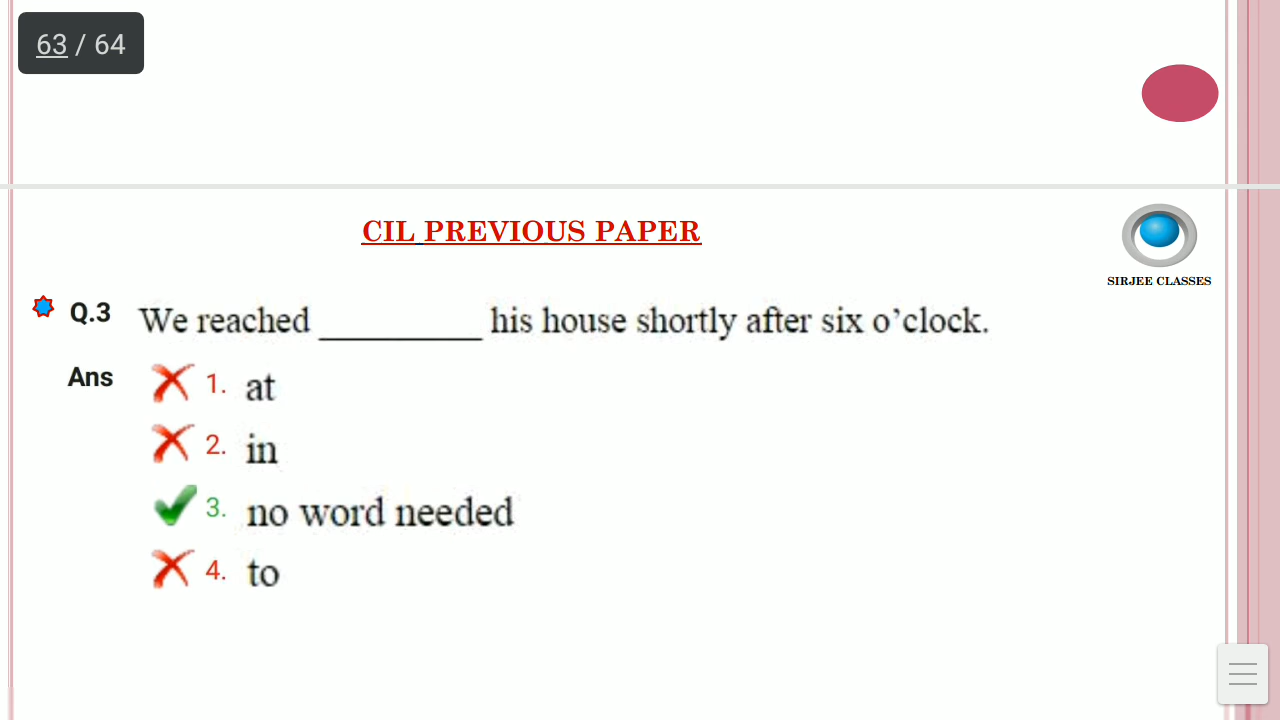 63 / 64
CIL PREVIOUS PAPER
SIRJEE CLASSES
Q.3 We reached _________ his house shortly after six o’clock.
Ans 1. at
2. in
3. no word needed
4. to